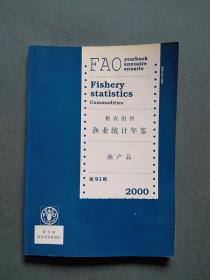 FAO
yearbook
annuaire
anuario
Fishery
statistics
Commodities
粮农组织
渔业统计年鉴
渔产品
第91期
2000